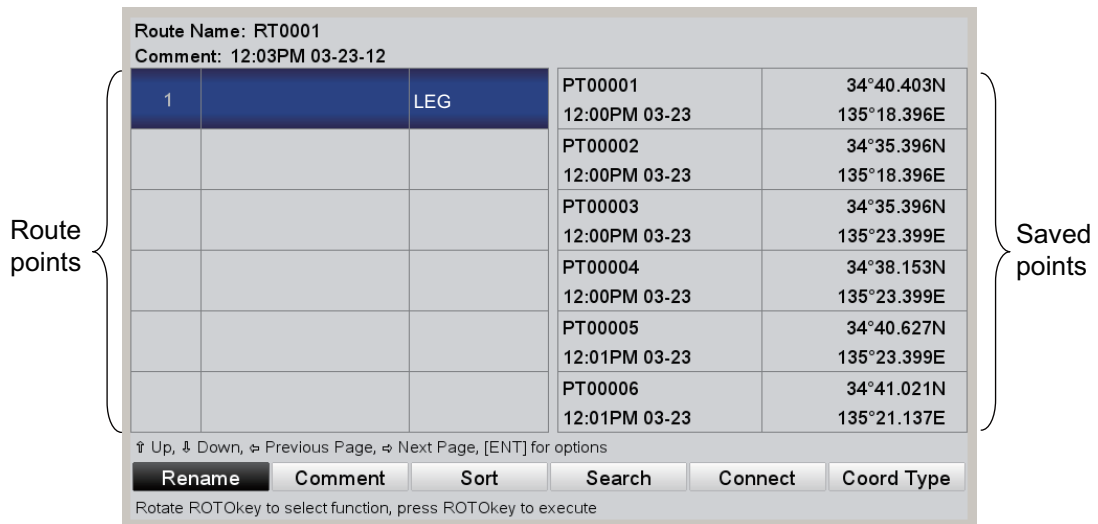 Route Name: RT0001
Comment: 12:03PM 03-23-12
Route points
1 LEG
PT00001 34°40.403N
12:00PM 03-23 135°18.396E
PT00002 34°35.396N
12:00PM 03-23 135°18.396E
PT00003 34°35.396N
12:00PM 03-23 135°23.399E
PT00004 34°38.153N
12:00PM 03-23 135°23.399E
PT00005 34°40.627N
12:01PM 03-23 135°23.399E
PT00006 34°41.021N
12:01PM 03-23 135°21.137E
Saved points
⇧ Up, ⇩ Down, ⇦ Previous Page, ⇨ Next Page, [ENT] for options
Rename Comment Sort Search Connect Coord Type
Rotate ROTOkey to select function, press ROTOkey to execute